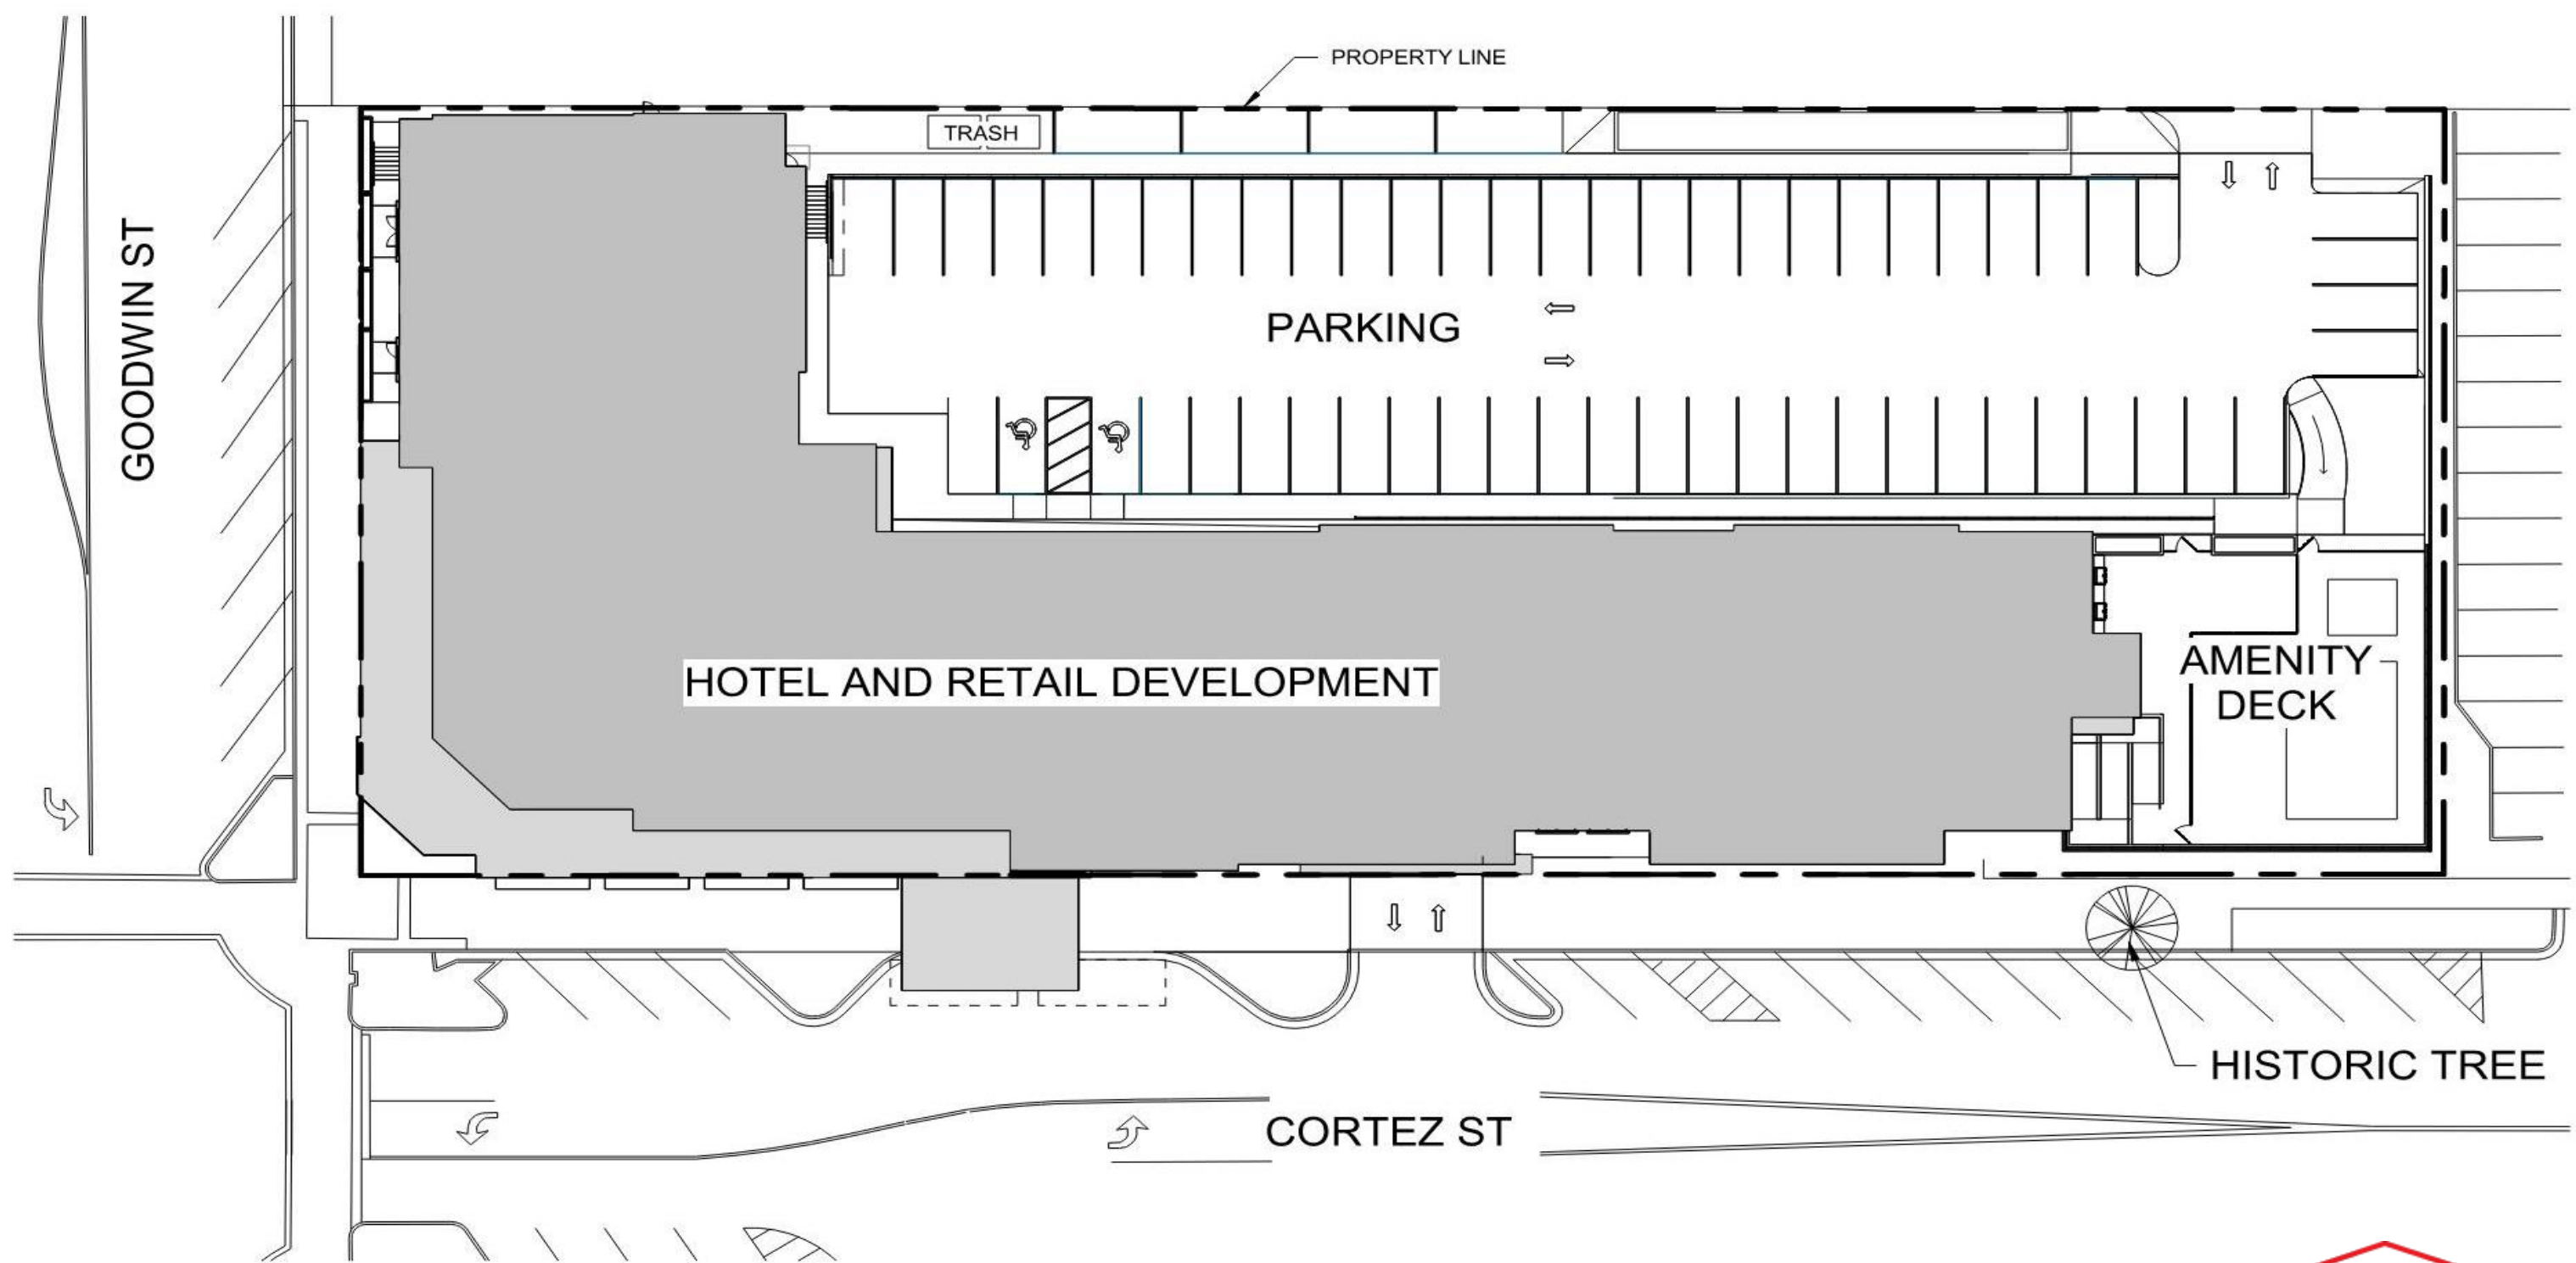 PROPERTY LINE
TRASH
GOODWIN ST
PARKING
HOTEL AND RETAIL DEVELOPMENT
AMENITY
DECK
HISTORIC TREE
CORTEZ ST